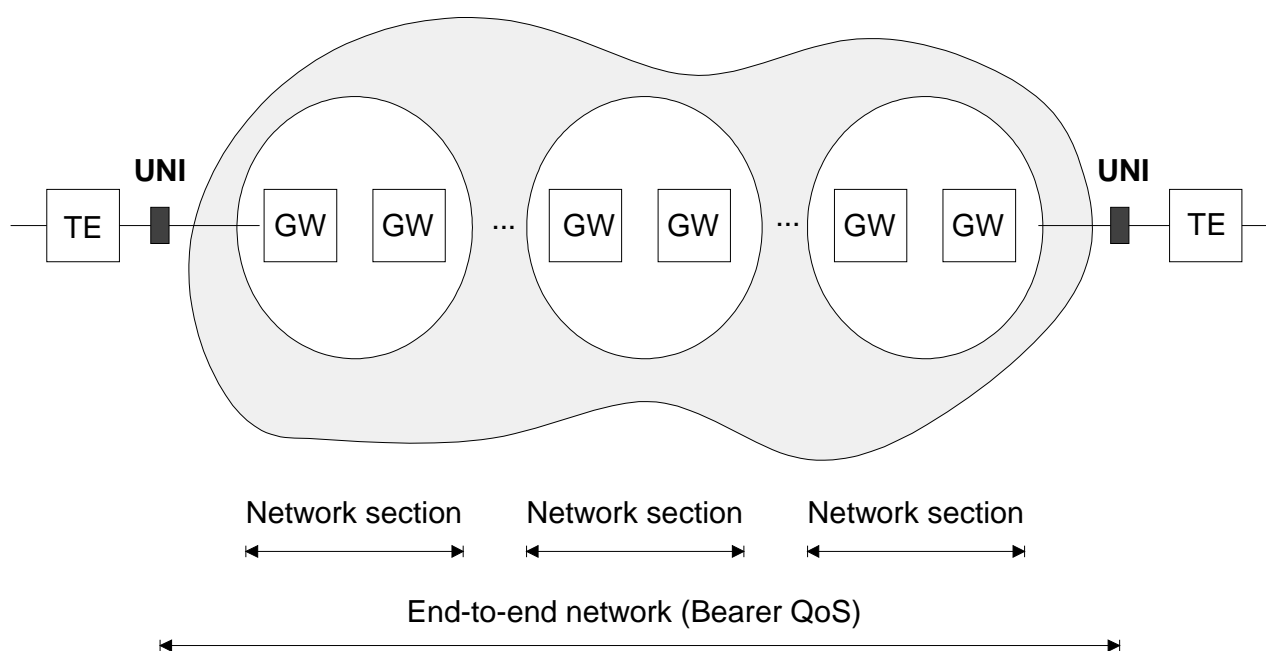 UNI UNI
TE GW GW ... GW GW ... GW GW TE
Network section Network section Network section
End-to-end network (Bearer QoS)